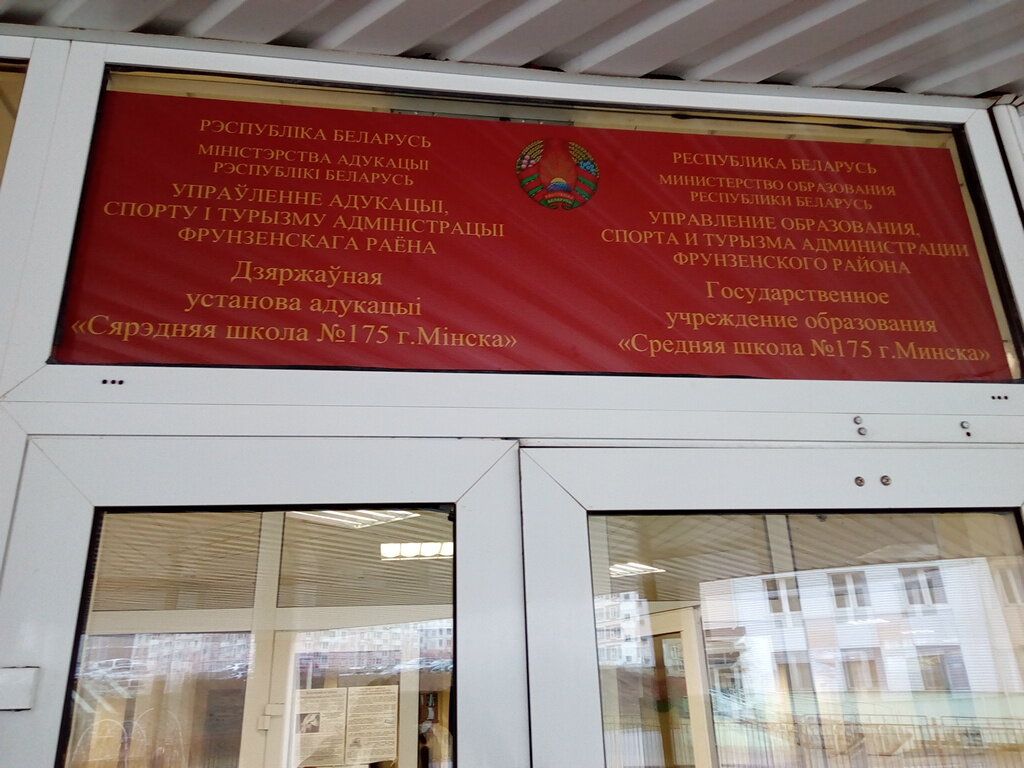 РЭСПУБЛІКА БЕЛАРУСЬ
МІНІСТЭРСТВА АДУКАЦЫІ
РЭСПУБЛІКІ БЕЛАРУСЬ
УПРАЎЛЕННЕ АДУКАЦЫІ,
СПОРТУ І ТУРЫЗМУ АДМІНІСТРАЦЫІ
ФРУНЗЕНСКАГА РАЁНА
Дзяржаўная
установа адукацыі
«Сярэдняя школа №175 г.Мінска»
РЕСПУБЛИКА БЕЛАРУСЬ
МИНИСТЕРСТВО ОБРАЗОВАНИЯ
РЕСПУБЛИКИ БЕЛАРУСЬ
УПРАВЛЕНИЕ ОБРАЗОВАНИЯ,
СПОРТА И ТУРИЗМА АДМИНИСТРАЦИИ
ФРУНЗЕНСКОГО РАЙОНА
Государственное
учреждение образования
«Средняя школа №175 г.Минска»